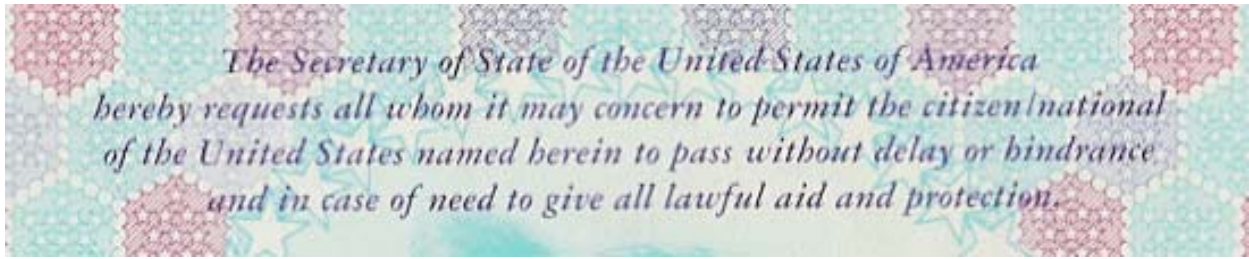 The Secretary of State of the United States of America
hereby requests all whom it may concern to permit the citizen/national
of the United States named herein to pass without delay or hindrance
and in case of need to give all lawful aid and protection.